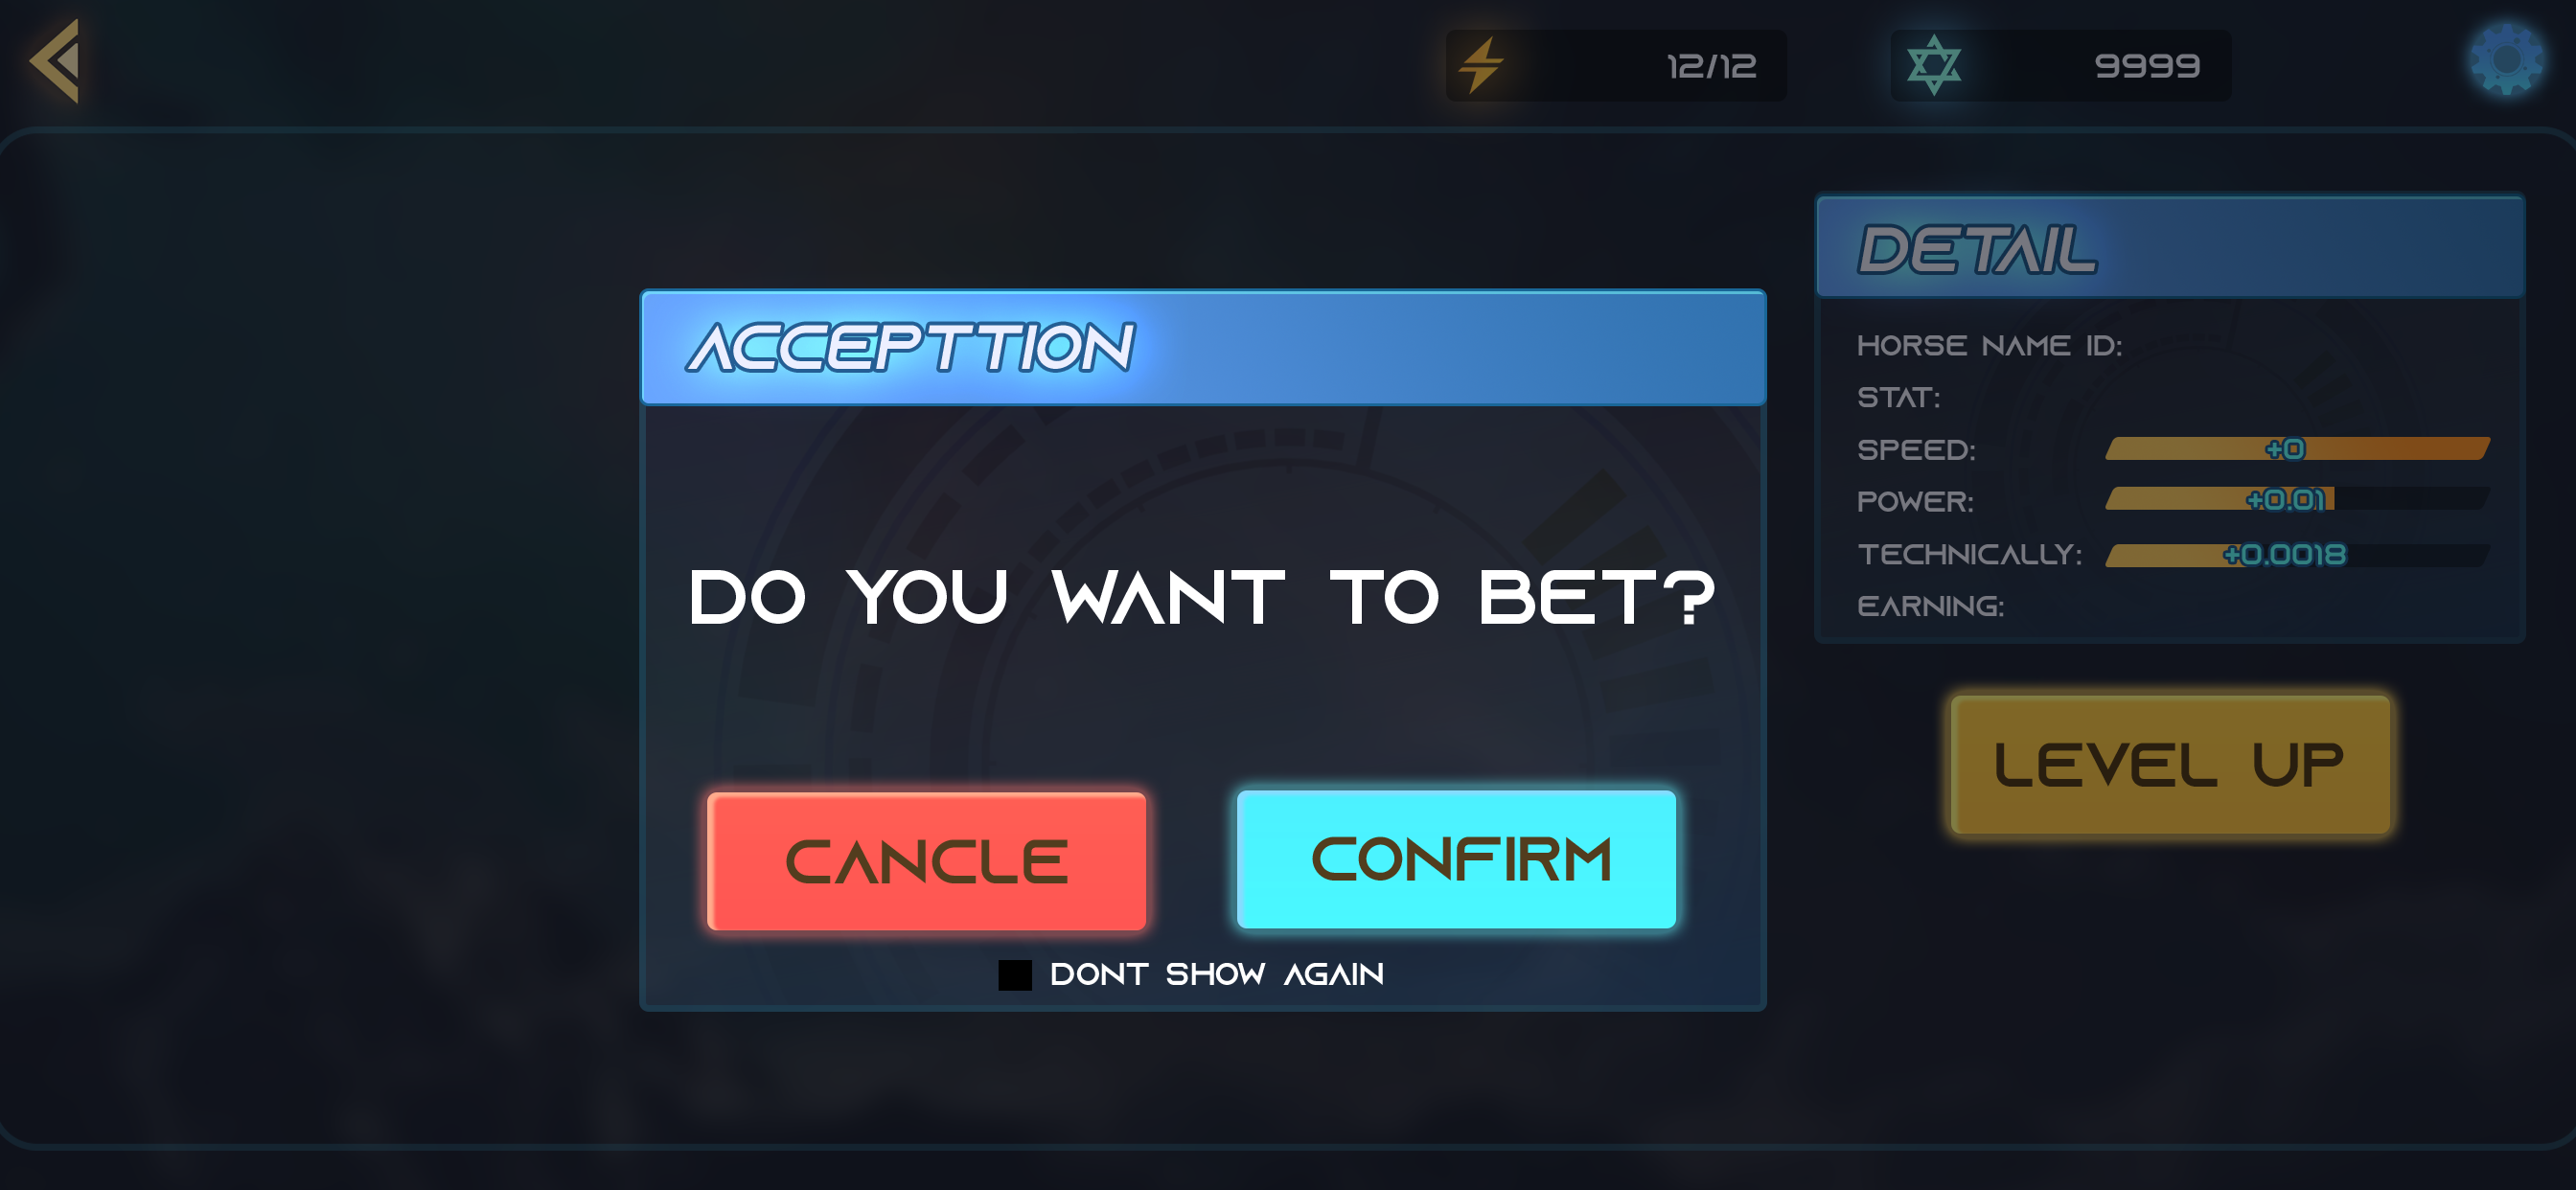 12/12
9999
DETAIL
HORSE NAME ID:
STAT:
SPEED: +0
POWER: +0.01
TECHNICALLY: +0.0018
EARNING:
LEVEL UP
ACCEPTTION
DO YOU WANT TO BET?
CANCLE
CONFIRM
DONT SHOW AGAIN